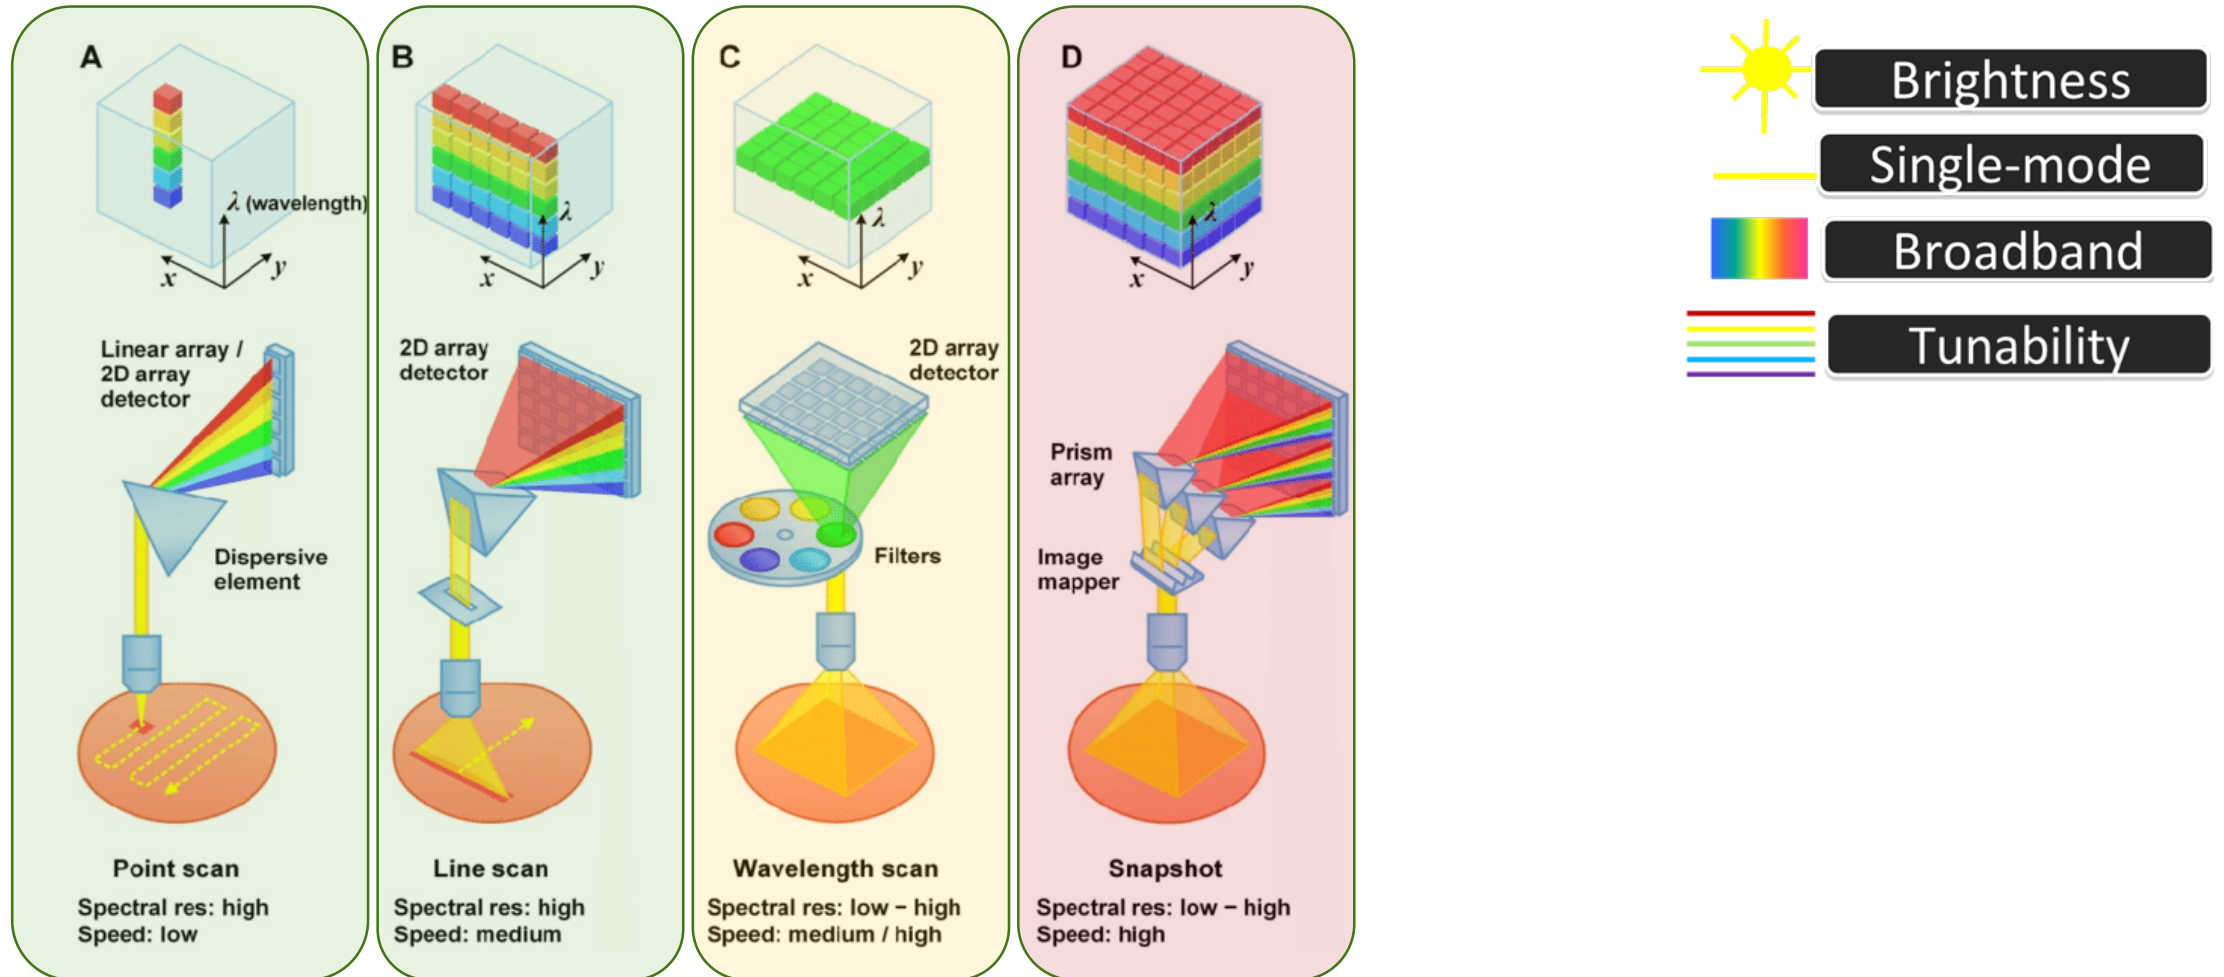 A
λ (wavelength)
x
y
Linear array /
2D array
detector
Dispersive
element
Point scan
Spectral res: high
Speed: low
B
λ
x
y
2D array
detector
Line scan
Spectral res: high
Speed: medium
C
λ
x
y
2D array
detector
Filters
Wavelength scan
Spectral res: low – high
Speed: medium / high
D
λ
x
y
Prism
array
Image
mapper
Snapshot
Spectral res: low – high
Speed: high
Brightness
Single-mode
Broadband
Tunability